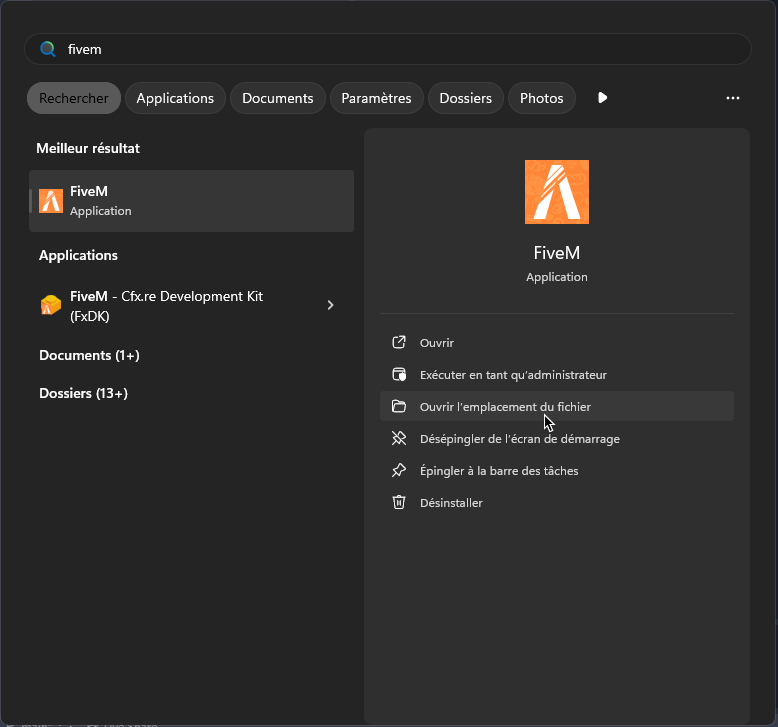 fivem
Rechercher
Applications
Documents
Paramètres
Dossiers
Photos
Meilleur résultat
FiveM
Application
Applications
FiveM - Cfx.re Development Kit
(FxDK)
Documents (1+)
Dossiers (13+)
FiveM
Application
Ouvrir
Exécuter en tant qu'administrateur
Ouvrir l'emplacement du fichier
Désépingler de l'écran de démarrage
Épingler à la barre des tâches
Désinstaller